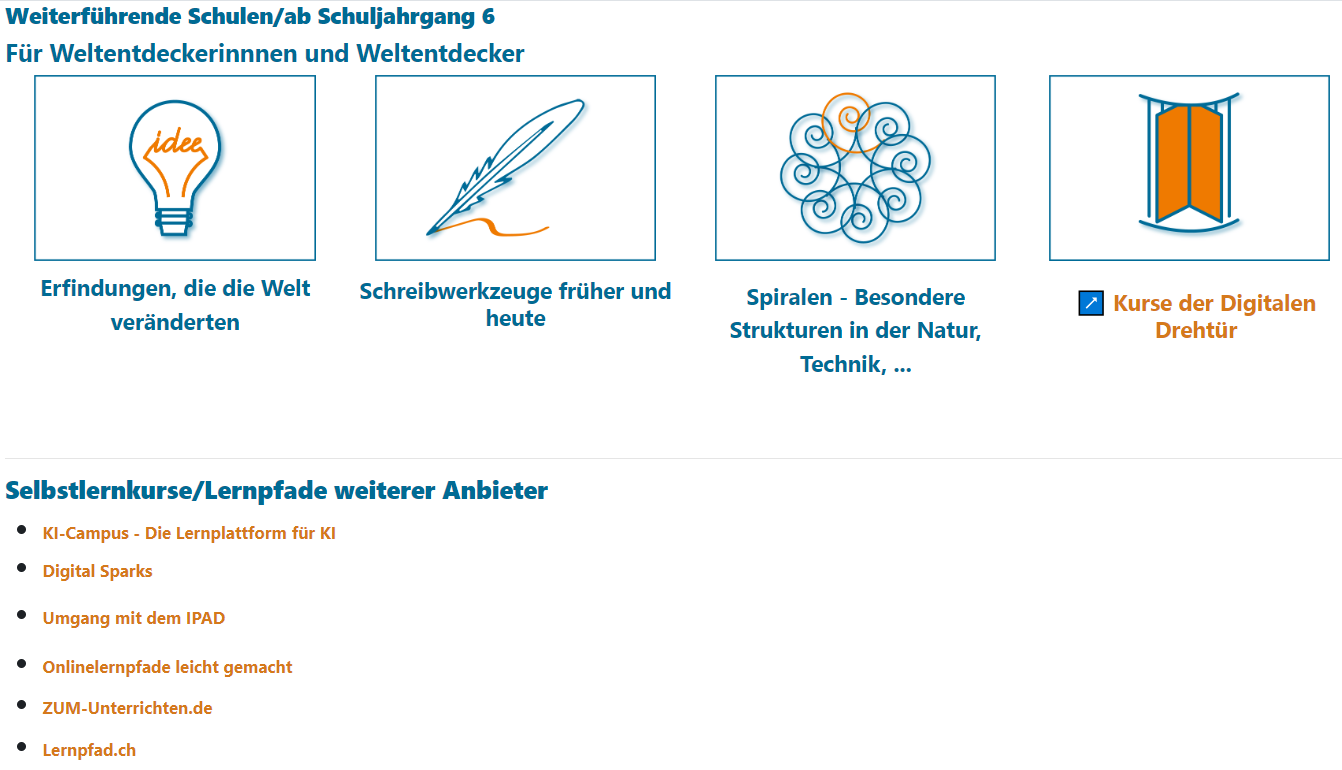 Weiterführende Schulen/ab Schuljahrgang 6
Für Weltentdeckerinnnen und Weltentdecker
idee
Erfindungen, die die Welt
veränderten
Schreibwerkzeuge früher und
heute
Spiralen - Besondere
Strukturen in der Natur,
Technik, ...
Kurse der Digitalen
Drehtür
Selbstlernkurse/Lernpfade weiterer Anbieter
KI-Campus - Die Lernplattform für KI
Digital Sparks
Umgang mit dem IPAD
Onlinelernpfade leicht gemacht
ZUM-Unterrichten.de
Lernpfad.ch